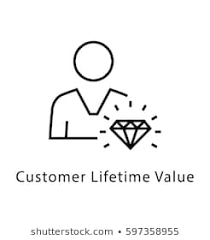 Customer Lifetime Value
shutterstock.com • 597358955